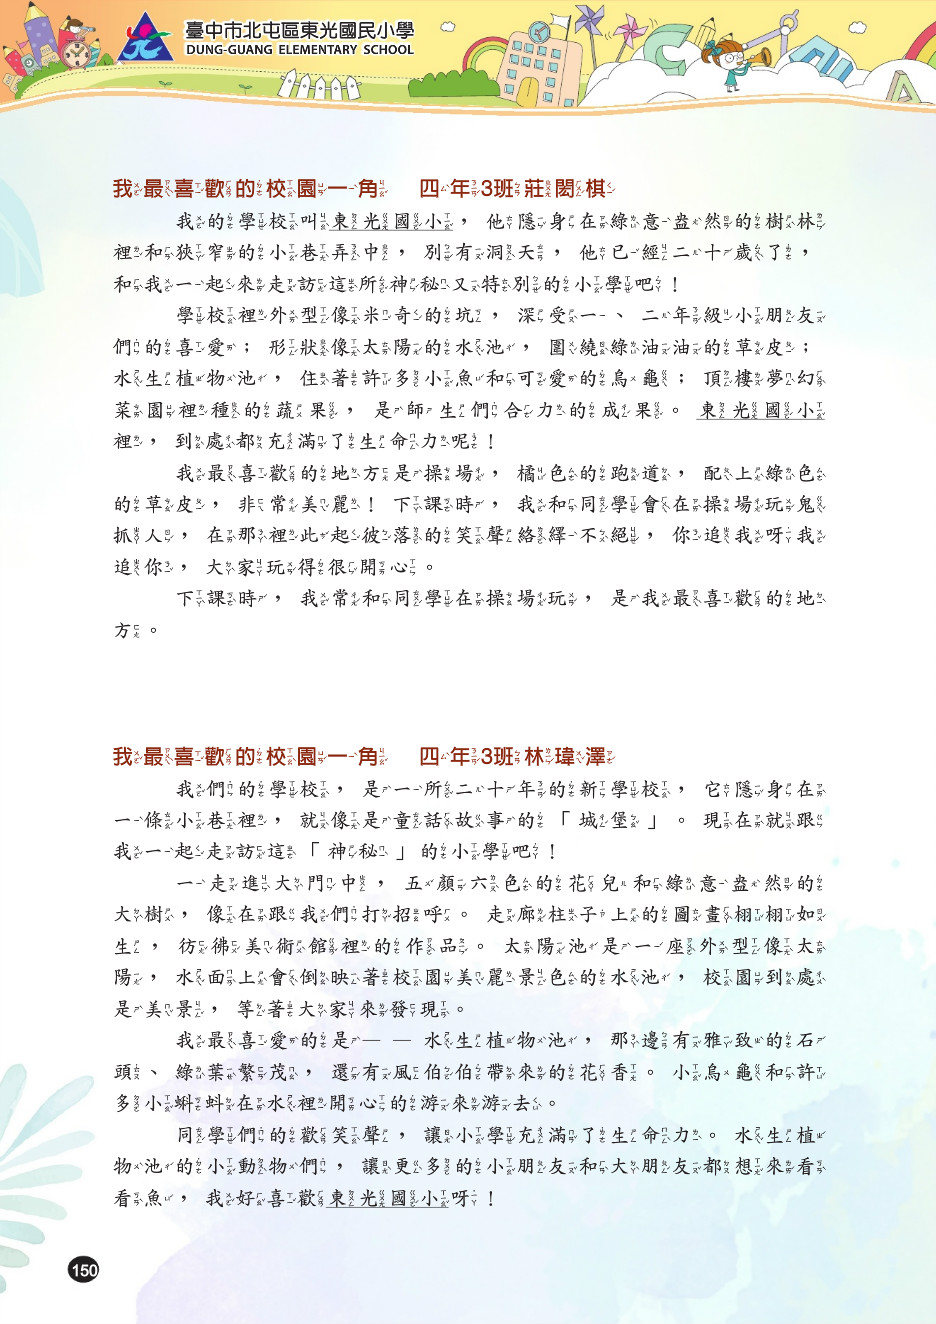 臺中市北屯區東光國民小學
DUNG-GUANG ELEMENTARY SCHOOL
我最喜歡的校園一角 四年3班莊閎棋
我的學校叫東光國小，他隱身在綠意盎然的樹林
裡和狹窄的小巷弄中，別有洞天，他已經二十歲了，
和我一起來走訪這所神秘又特別的小學吧！
學校裡外型像米奇的坑，深受一、二年級小朋友
們的喜愛；形狀像太陽的水池，圍繞綠油油的草皮；
水生植物池，住著許多小魚和可愛的烏龜；頂樓夢幻
菜園裡種的蔬果，是師生們合力的成果。東光國小
裡，到處都充滿了生命力呢！
我最喜歡的地方是操場，橘色的跑道，配上綠色
的草皮，非常美麗！下課時，我和同學會在操場玩鬼
抓人，在那裡此起彼落的笑聲絡繹不絕，你追我呀我
追你，大家玩得很開心。
下課時，我常和同學在操場玩，是我最喜歡的地
方。
我最喜歡的校園一角 四年3班林瑋澤
我們的學校，是一所二十年的新學校，它隱身在
一條小巷裡，就像是童話故事的「城堡」。現在就跟
我一起走訪這「神秘」的小學吧！
一走進大門中，五顏六色的花兒和綠意盎然的
大樹，像在跟我們打招呼。走廊柱子上的圖畫栩栩如
生，彷彿美術館裡的作品。太陽池是一座外型像太
陽，水面上會倒映著校園美麗景色的水池，校園到處
是美景，等著大家來發現。
我最喜愛的是——水生植物池，那邊有雅致的石
頭、綠葉繁茂，還有風伯伯帶來的花香。小烏龜和許
多小蝌蚪在水裡開心的游來游去。
同學們的歡笑聲，讓小學充滿了生命力。水生植
物池的小動物們，讓更多的小朋友和大朋友都想來看
看魚，我好喜歡東光國小呀！
150